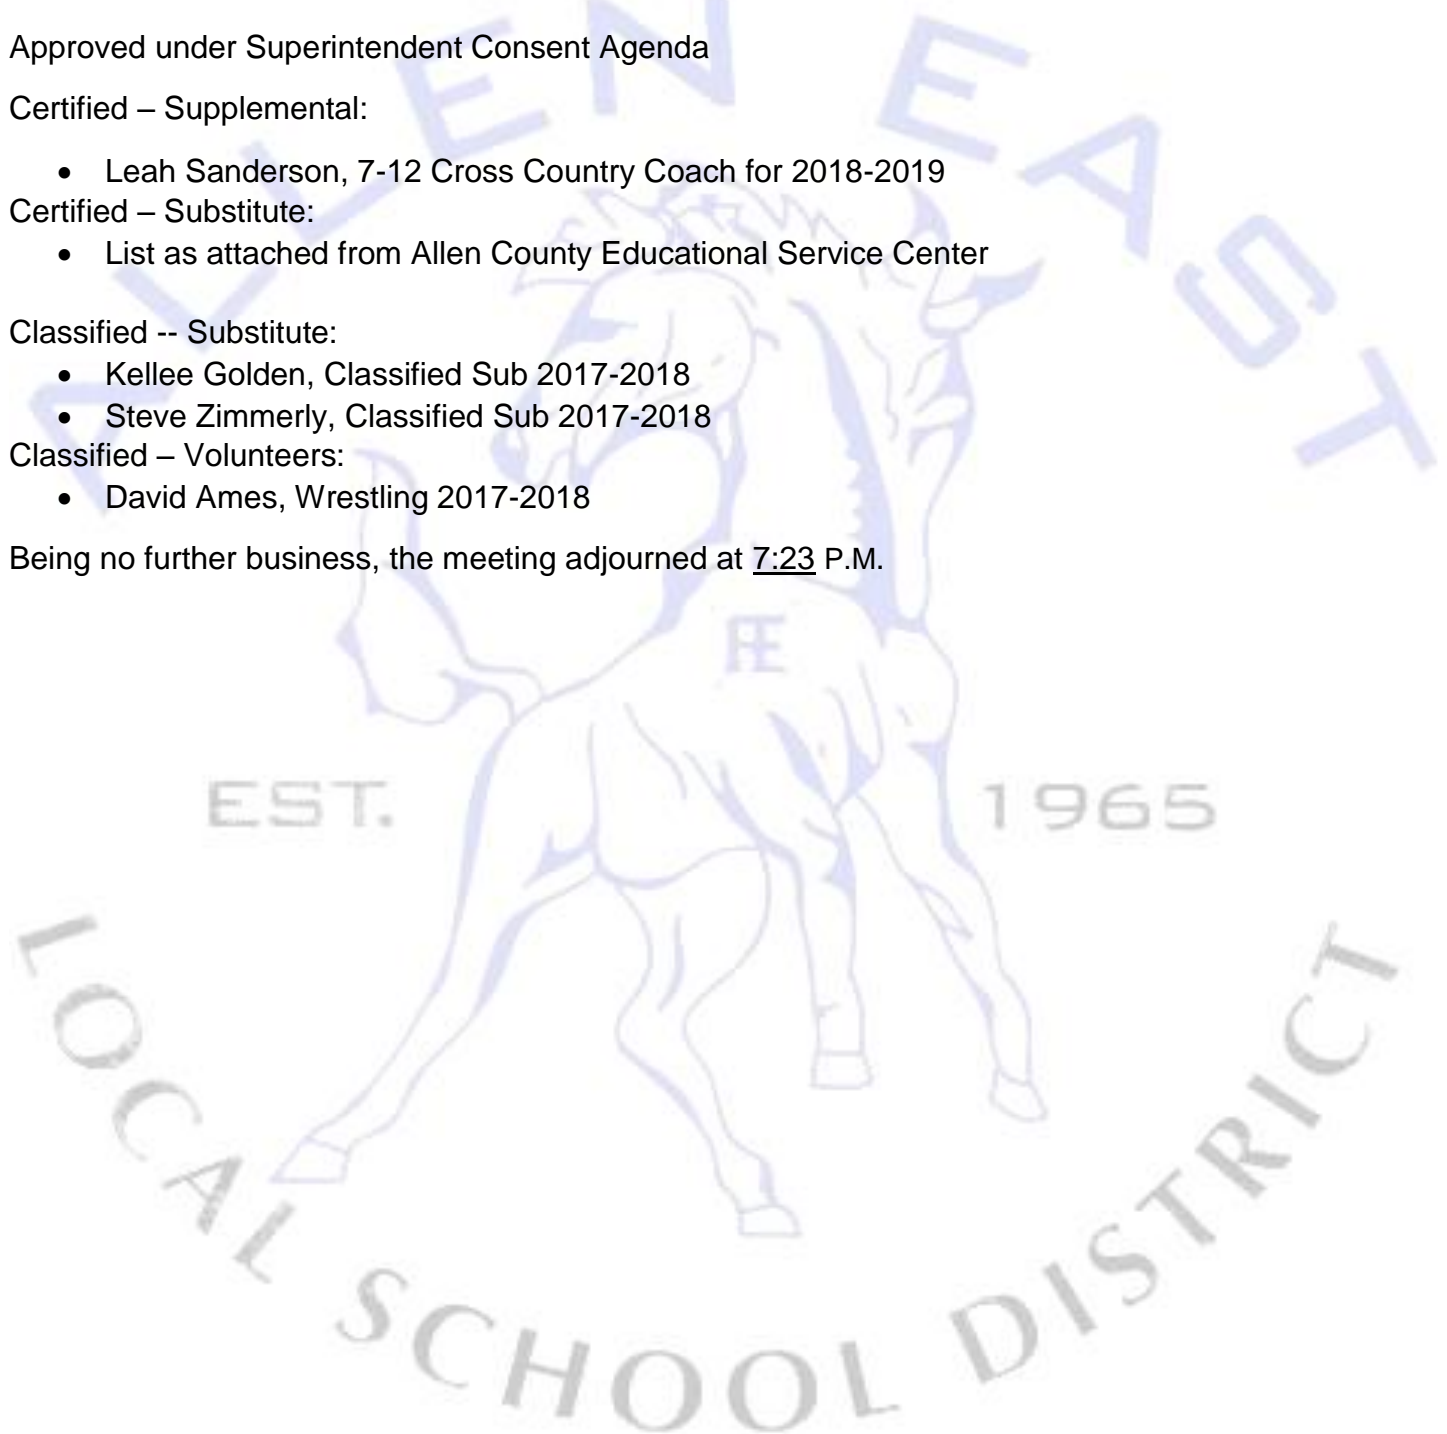 Approved under Superintendent Consent Agenda
Certified – Supplemental:
• Leah Sanderson, 7-12 Cross Country Coach for 2018-2019
Certified – Substitute:
• List as attached from Allen County Educational Service Center
Classified -- Substitute:
• Kellee Golden, Classified Sub 2017-2018
• Steve Zimmerly, Classified Sub 2017-2018
Classified – Volunteers:
• David Ames, Wrestling 2017-2018
Being no further business, the meeting adjourned at 7:23 P.M.
ALLEN EAST
AE
EST. 1965
LOCAL SCHOOL DISTRICT